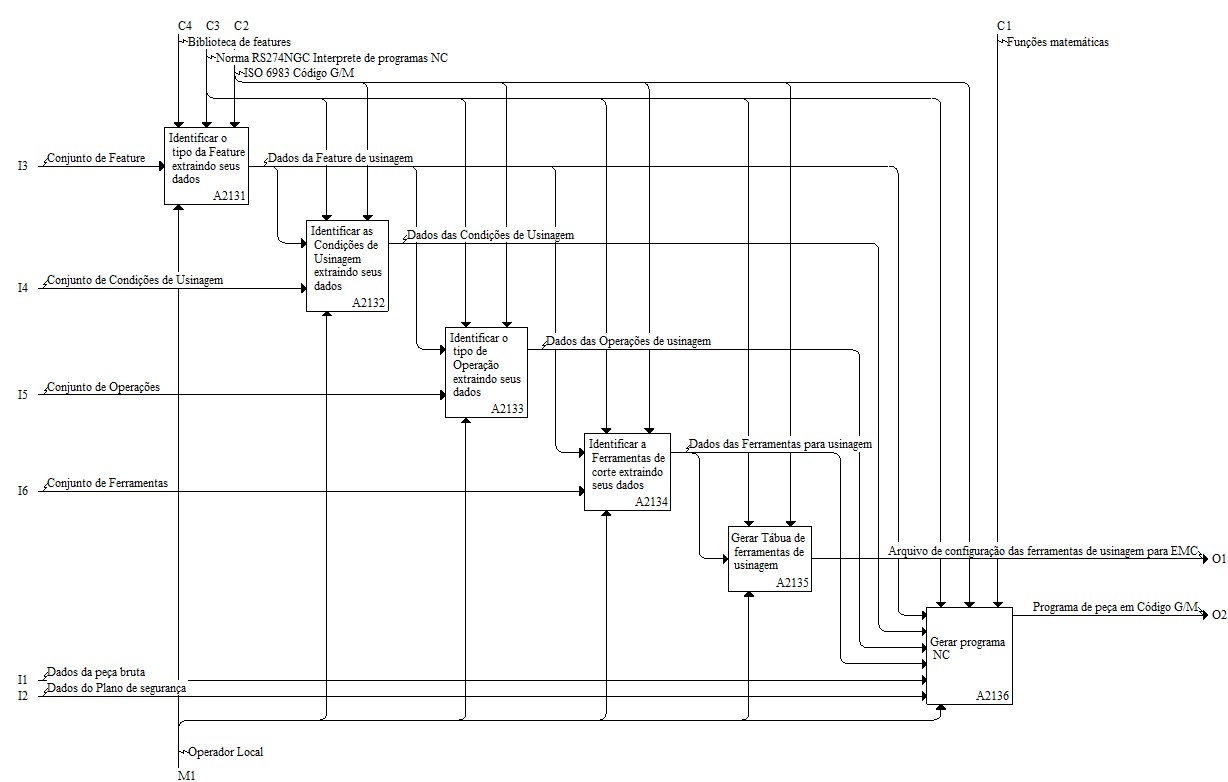 C4 C3 C2 C1
Biblioteca de features
Funções matemáticas
Norma RS274NGC Interprete de programas NC
ISO 6983 Código G/M
Identificar o
tipo da Feature
extraindo seus
dados
A2131
I3
Conjunto de Feature
Dados da Feature de usinagem
Identificar as
Condições de
Usinagem
extraindo seus
dados
A2132
Dados das Condições de Usinagem
I4
Conjunto de Condições de Usinagem
Identificar o
tipo de
Operação
extraindo seus
dados
A2133
Dados das Operações de usinagem
I5
Conjunto de Operações
Identificar a
Ferramentas de
corte extraindo
seus dados
A2134
Dados das Ferramentas para usinagem
I6
Conjunto de Ferramentas
Gerar Tábua de
ferramentas de
usinagem
A2135
Arquivo de configuração das ferramentas de usinagem para EMC
O1
Programa de peça em Código G/M
O2
Gerar programa
NC
A2136
I1
Dados da peça bruta
I2
Dados do Plano de segurança
Operador Local
M1